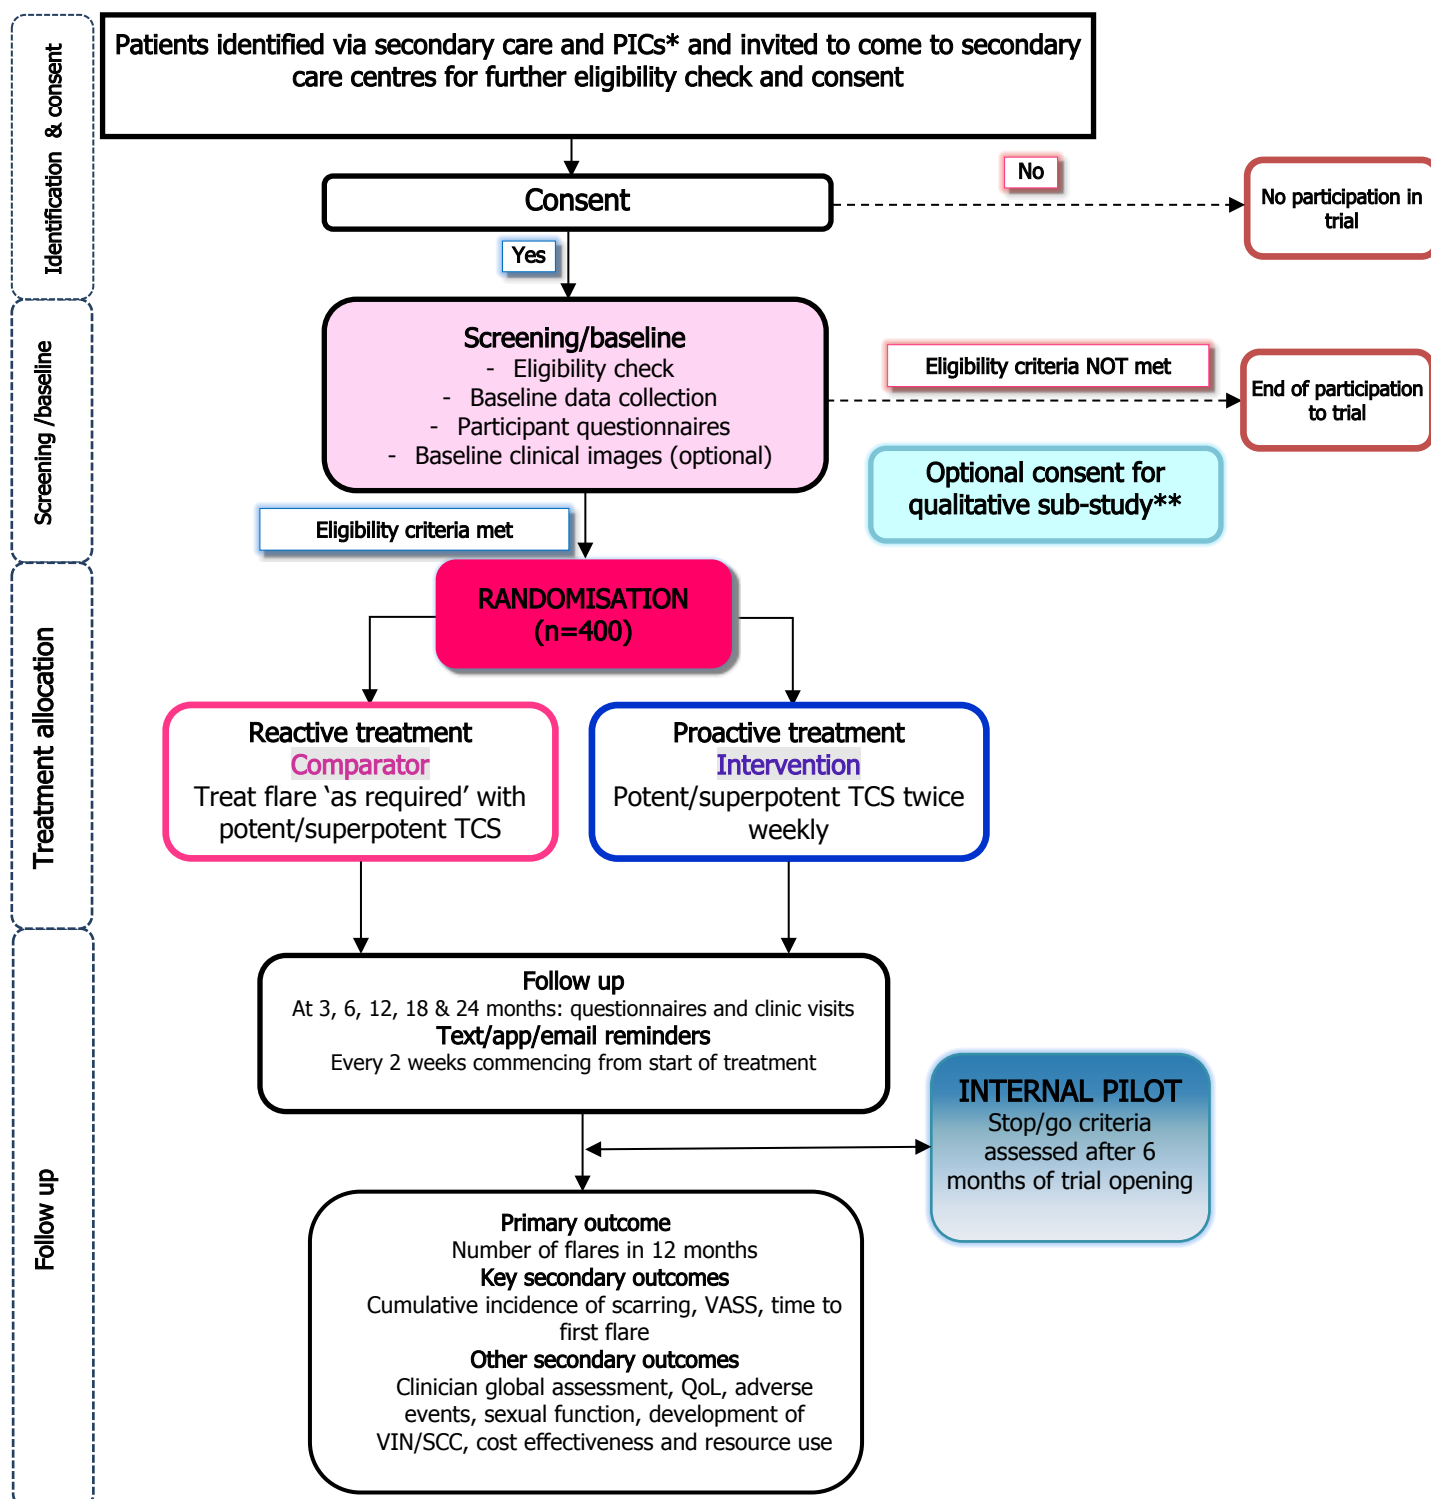 Identification & consent
Patients identified via secondary care and PICs* and invited to come to secondary
care centres for further eligibility check and consent
Consent
No
No participation in
trial
Yes
Screening /baseline
Screening/baseline
- Eligibility check
- Baseline data collection
- Participant questionnaires
- Baseline clinical images (optional)
Eligibility criteria NOT met
End of participation
to trial
Optional consent for
qualitative sub-study**
Eligibility criteria met
Treatment allocation
RANDOMISATION
(n=400)
Reactive treatment
Comparator
Treat flare ‘as required’ with
potent/superpotent TCS
Proactive treatment
Intervention
Potent/superpotent TCS twice
weekly
Follow up
Follow up
At 3, 6, 12, 18 & 24 months: questionnaires and clinic visits
Text/app/email reminders
Every 2 weeks commencing from start of treatment
INTERNAL PILOT
Stop/go criteria
assessed after 6
months of trial opening
Primary outcome
Number of flares in 12 months
Key secondary outcomes
Cumulative incidence of scarring, VASS, time to
first flare
Other secondary outcomes
Clinician global assessment, QoL, adverse
events, sexual function, development of
VIN/SCC, cost effectiveness and resource use